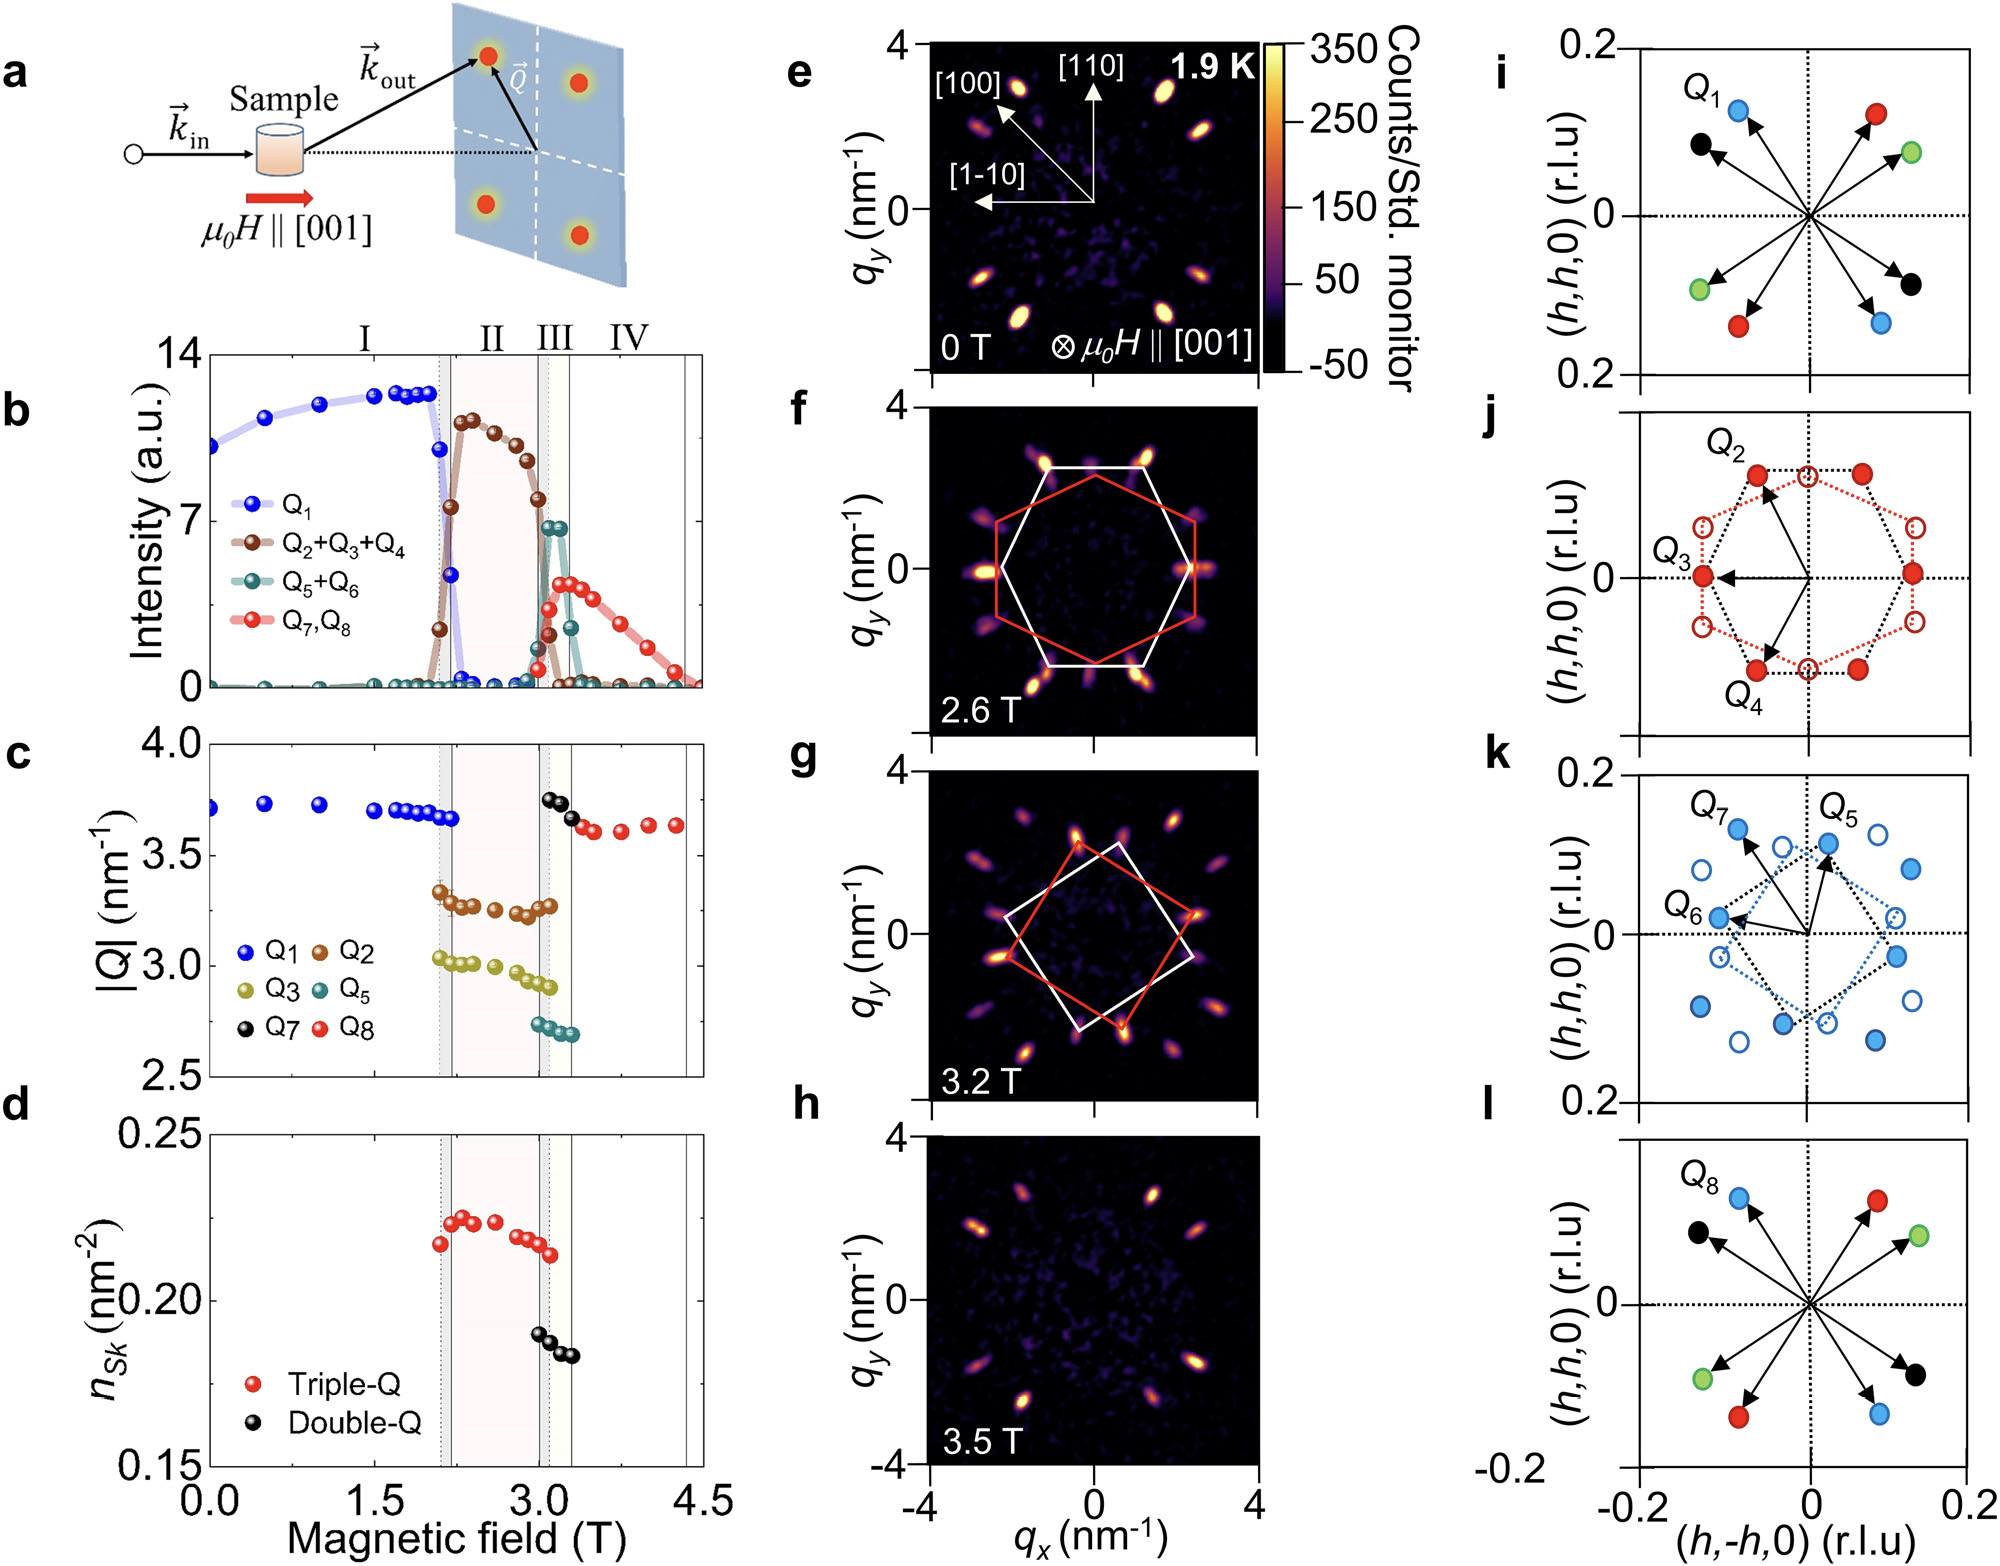 a
k⃗in
Sample
k⃗out
Q⃗
μ0H || [001]
b
I II III IV
Intensity (a.u.)
14
7
0
Q1
Q2+Q3+Q4
Q5+Q6
Q7,Q8
c
|Q| (nm-1)
4.0
3.5
3.0
2.5
Q1 Q2
Q3 Q5
Q7 Q8
d
nSk (nm-2)
0.25
0.20
0.15
Triple-Q
Double-Q
0.0 1.5 3.0 4.5
Magnetic field (T)
e
qy (nm-1)
4
0
[100]
[110]
[1-10]
1.9 K
0 T
⊗ μ0H || [001]
350
250
150
50
-50
Counts/Std. monitor
f
qy (nm-1)
4
0
2.6 T
g
qy (nm-1)
4
0
3.2 T
h
qy (nm-1)
4
0
-4
3.5 T
-4 0 4
qx (nm-1)
i
(h,h,0) (r.l.u)
0.2
0
0.2
Q1
j
(h,h,0) (r.l.u)
0
Q2
Q3
Q4
k
(h,h,0) (r.l.u)
0.2
0
0.2
Q7
Q5
Q6
l
(h,h,0) (r.l.u)
0
-0.2
Q8
-0.2 0 0.2
(h,-h,0) (r.l.u)